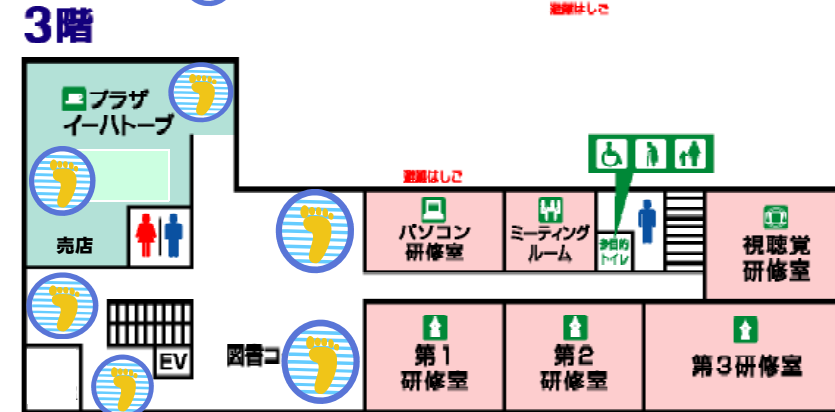 3階
避難はしご
プラザ
イーハトーブ
売店
避難はしご
パソコン
研修室
ミーティング
ルーム
多目的
トイレ
視聴覚
研修室
EV
図書コ
第1
研修室
第2
研修室
第3研修室